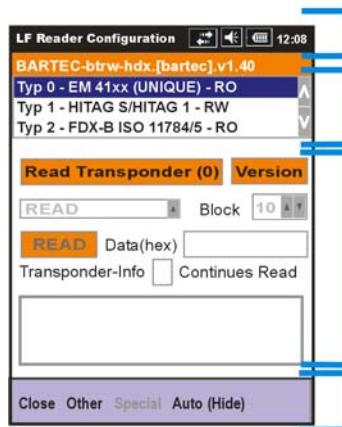 LF Reader Configuration 12:08
BARTEC-btrw-hdx.[bartec].v1.40
Typ 0 - EM 41xx (UNIQUE) - RO
Typ 1 - HITAG S/HITAG 1 - RW
Typ 2 - FDX-B ISO 11784/5 - RO
Read Transponder (0) Version
READ Block 10
READ Data(hex)
Transponder-Info Continues Read
Close Other Special Auto (Hide)